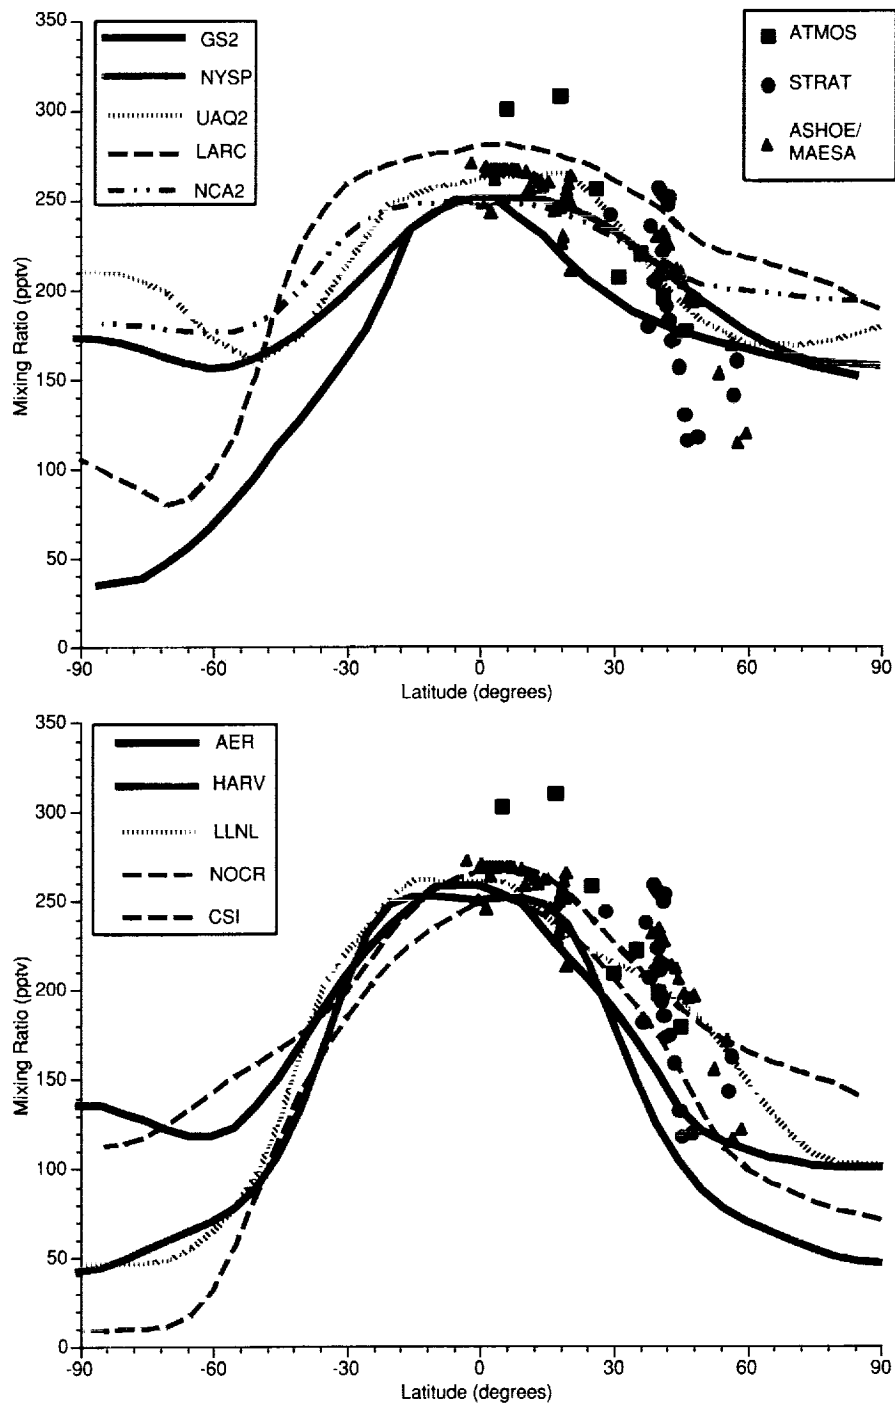 350
300
250
200
150
100
50
0
Mixing Ratio (pptv)
GS2
NYSP
UAQ2
LARC
NCA2
ATMOS
STRAT
ASHOE/
MAESA
-90
-60
-30
0
30
60
90
Latitude (degrees)
350
300
250
200
150
100
50
0
Mixing Ratio (pptv)
AER
HARV
LLNL
NOCR
CSI
-90
-60
-30
0
30
60
90
Latitude (degrees)